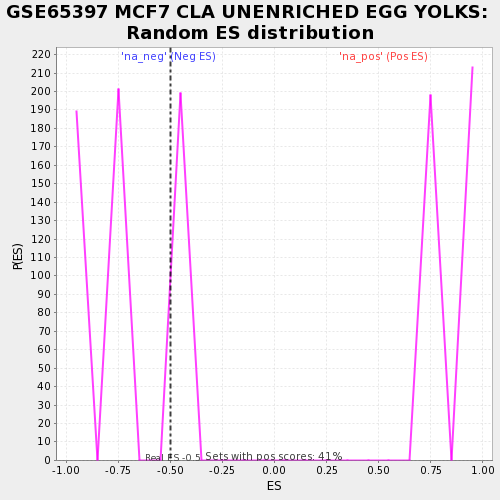 GSE65397 MCF7 CLA UNENRICHED EGG YOLKS:
Random ES distribution
'na_neg' (Neg ES)
'na_pos' (Pos ES)
220
210
200
190
180
170
160
150
140
130
120
110
100
90
80
70
60
50
40
30
20
10
0
P(ES)
Real ES -0.5
Sets with pos scores: 41%
-1.00 -0.75 -0.50 -0.25 0.00 0.25 0.50 0.75 1.00
ES